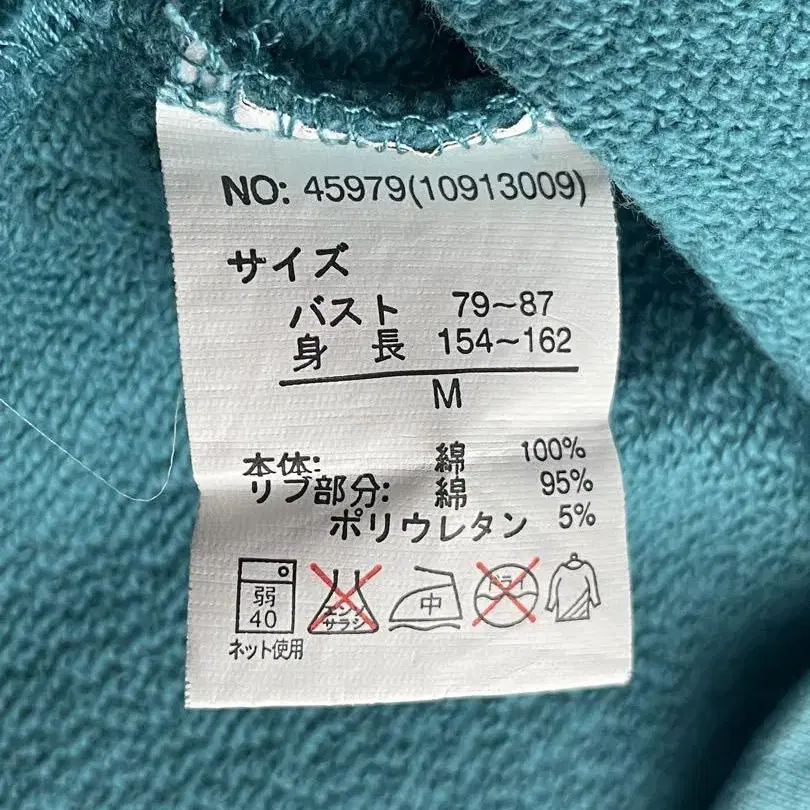 NO: 45979(10913009)
サイズ
バスト 79〜87
身長 154〜162
M
本体: 綿 100%
リブ部分: 綿 95%
ポリウレタン 5%
弱 40
エンソ サラシ
中
ドライ
ネット使用